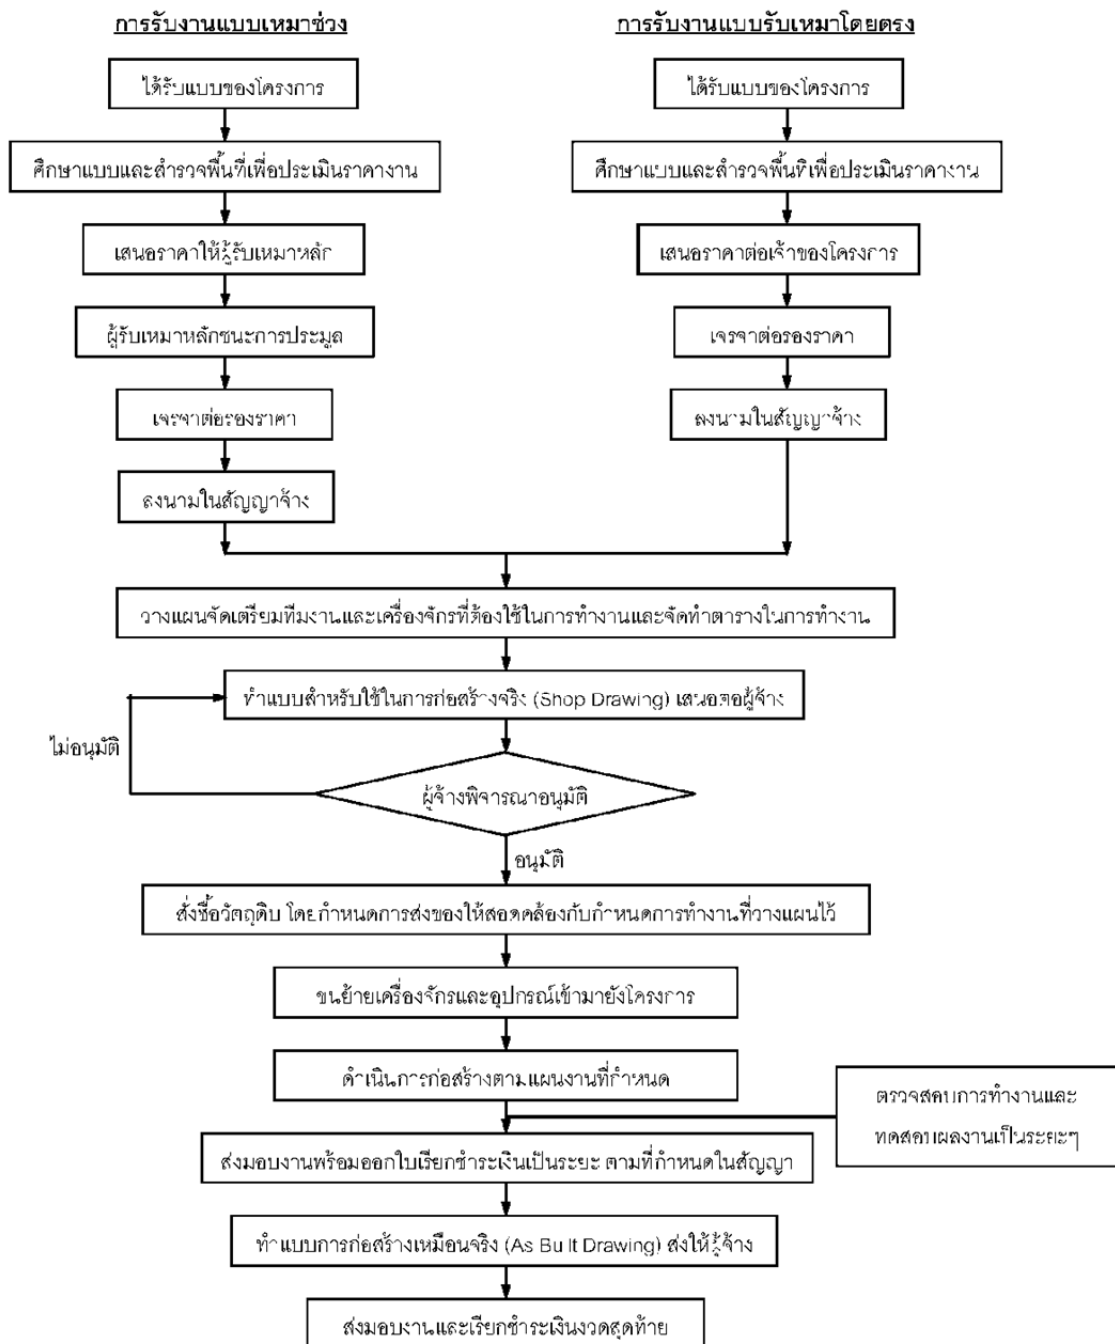 การรับงานแบบเหมาช่วง
ได้รับแบบของโครงการ
ศึกษาแบบและสำรวจพื้นที่เพื่อประเมินราคางาน
เสนอราคาให้ผู้รับเหมาหลัก
ผู้รับเหมาหลักชนะการประมูล
เจรจาต่อรองราคา
ลงนามในสัญญาจ้าง
การรับงานแบบรับเหมาโดยตรง
ได้รับแบบของโครงการ
ศึกษาแบบและสำรวจพื้นที่เพื่อประเมินราคางาน
เสนอราคาต่อเจ้าของโครงการ
เจรจาต่อรองราคา
ลงนามในสัญญาจ้าง
วางแผนจัดเตรียมทีมงานและเครื่องจักรที่ต้องใช้ในการทำงานและจัดทำตารางในการทำงาน
ทำแบบสำหรับใช้ในการก่อสร้างจริง (Shop Drawing) เสนอต่อผู้จ้าง
ไม่อนุมัติ
ผู้จ้างพิจารณาอนุมัติ
อนุมัติ
สั่งซื้อวัตถุดิบ โดยกำหนดการส่งของให้สอดคล้องกับกำหนดการทำงานที่วางแผนไว้
ขนย้ายเครื่องจักรและอุปกรณ์เข้ามายังโครงการ
ดำเนินการก่อสร้างตามแผนงานที่กำหนด
ตรวจสอบการทำงานและ
ทดสอบผลงานเป็นระยะๆ
ส่งมอบงานพร้อมออกใบเรียกชำระเงินเป็นระยะ ตามที่กำหนดในสัญญา
ทำแบบการก่อสร้างเหมือนจริง (As Built Drawing) ส่งให้ผู้จ้าง
ส่งมอบงานและเรียกชำระเงินงวดสุดท้าย